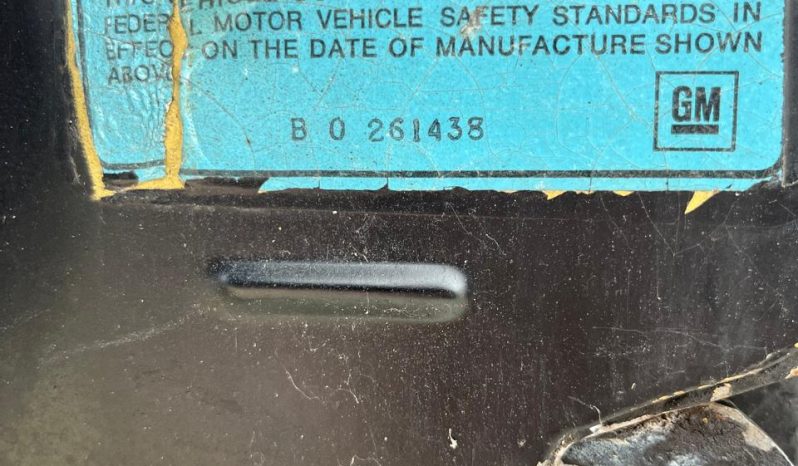 FEDERAL MOTOR VEHICLE SAFETY STANDARDS IN
EFFECT ON THE DATE OF MANUFACTURE SHOWN
ABOVE
B 0 261438
GM